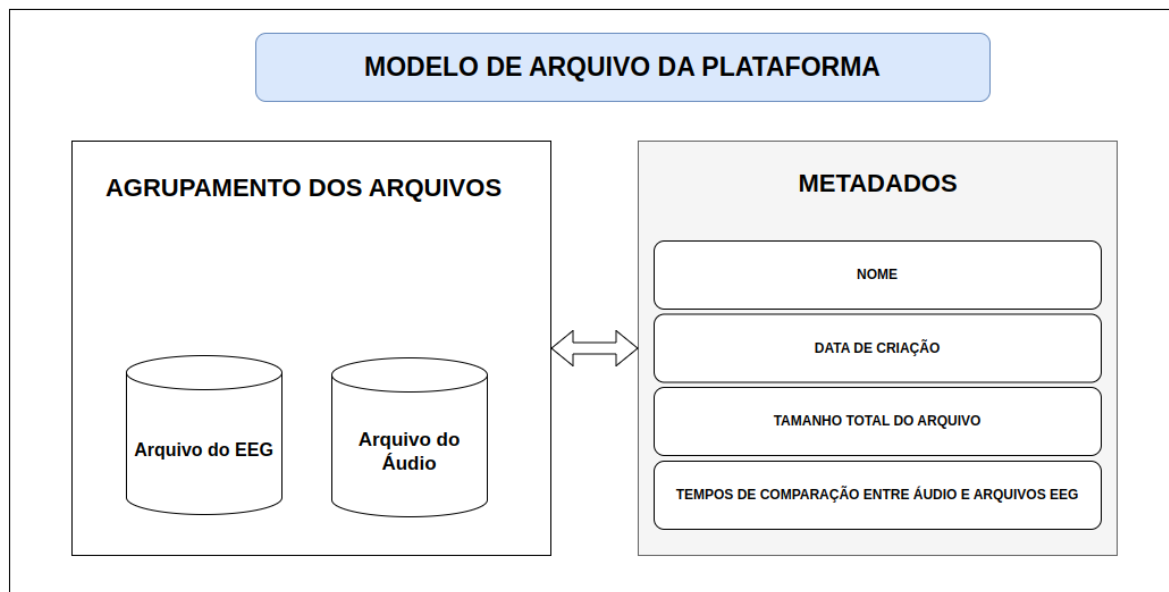 MODELO DE ARQUIVO DA PLATAFORMA
AGRUPAMENTO DOS ARQUIVOS
Arquivo do EEG
Arquivo do
Áudio
METADADOS
NOME
DATA DE CRIAÇÃO
TAMANHO TOTAL DO ARQUIVO
TEMPOS DE COMPARAÇÃO ENTRE ÁUDIO E ARQUIVOS EEG